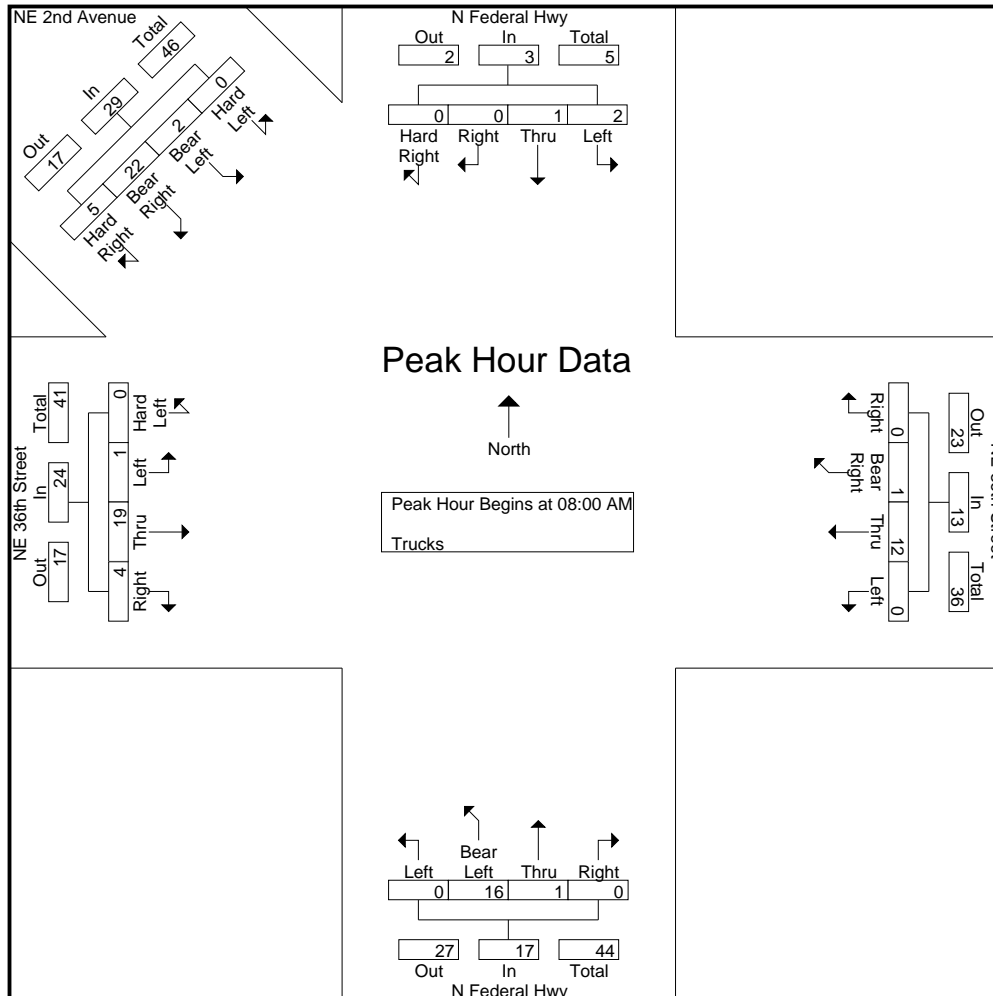 NE 2nd Avenue
Out
In
Total
17
29
46
0
2
22
5
Hard
Left
Bear
Left
Bear
Right
Hard
Right
N Federal Hwy
Out
In
Total
2
3
5
0
0
1
2
Hard
Right
Right
Thru
Left
Peak Hour Data
North
Peak Hour Begins at 08:00 AM
Trucks
NE 36th Street
Total
In
Out
41
24
17
0
1
19
4
Hard
Left
Left
Thru
Right
Right
Bear
Right
Thru
Left
0
1
12
0
Out
In
Total
23
13
36
Left
Bear
Left
Thru
Right
0
16
1
0
27
17
44
Out
In
Total
N Federal Hwy